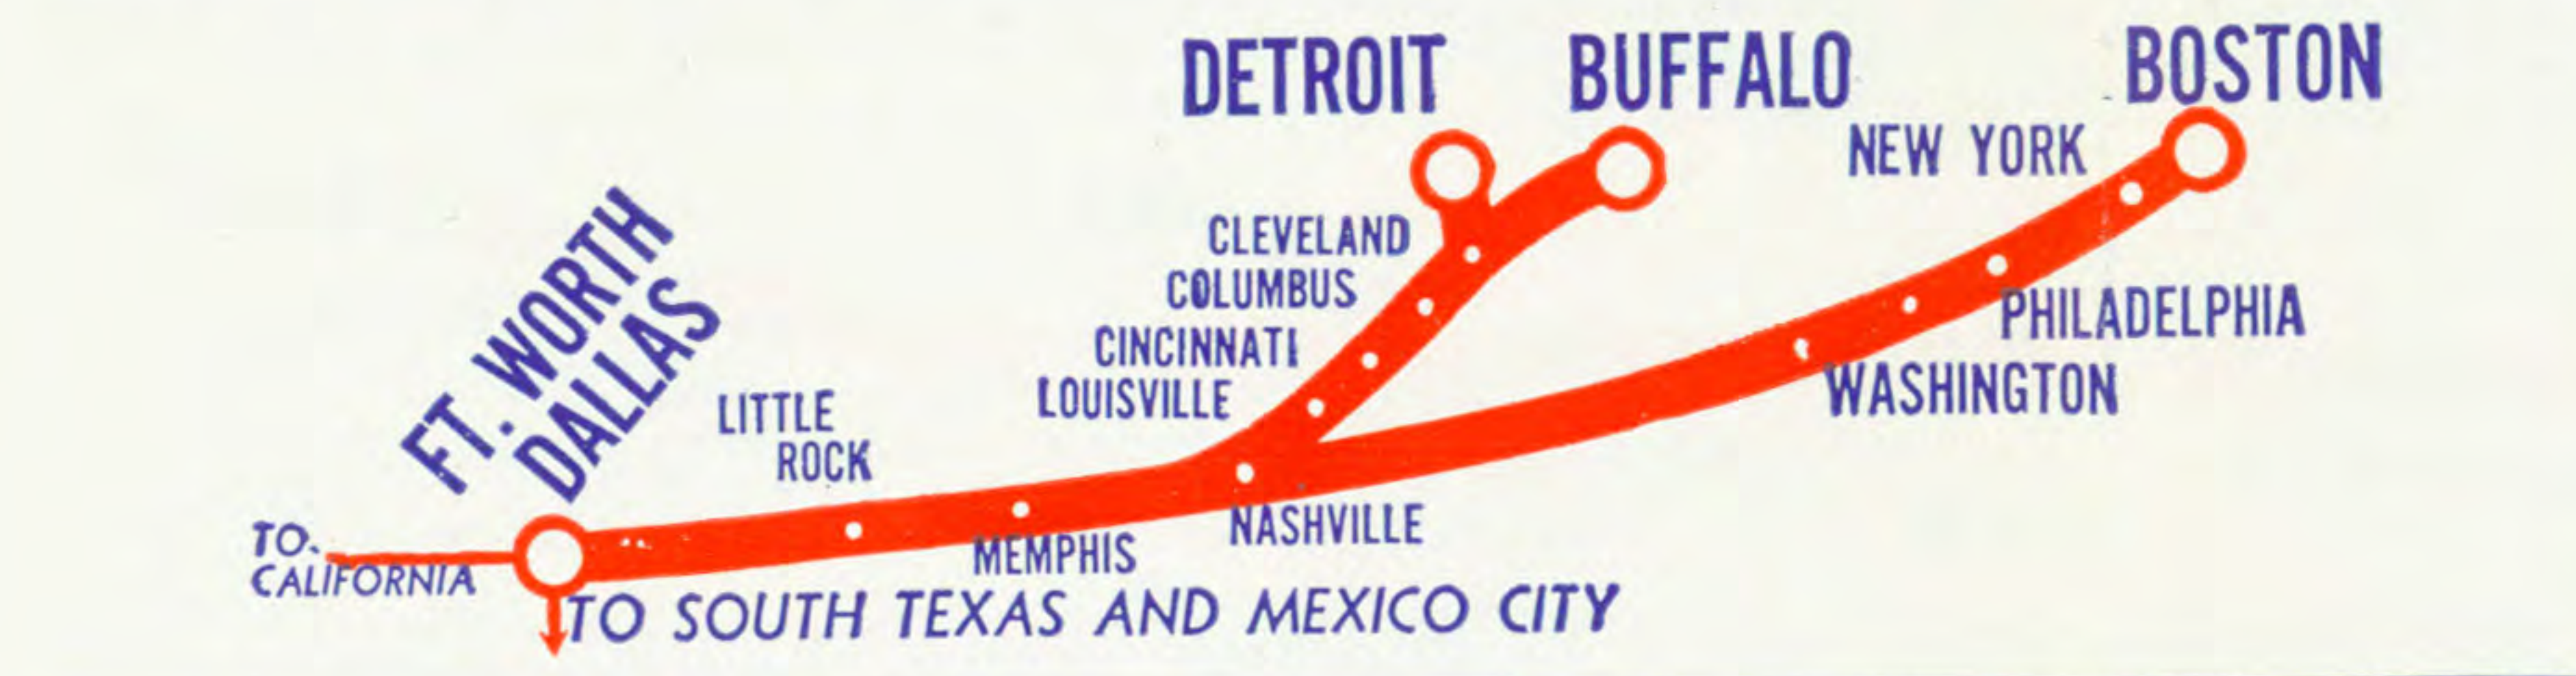 DETROIT
BUFFALO
BOSTON
NEW YORK
CLEVELAND
COLUMBUS
CINCINNATI
LOUISVILLE
PHILADELPHIA
WASHINGTON
FT. WORTH
DALLAS
LITTLE
ROCK
NASHVILLE
MEMPHIS
TO
CALIFORNIA
TO SOUTH TEXAS AND MEXICO CITY